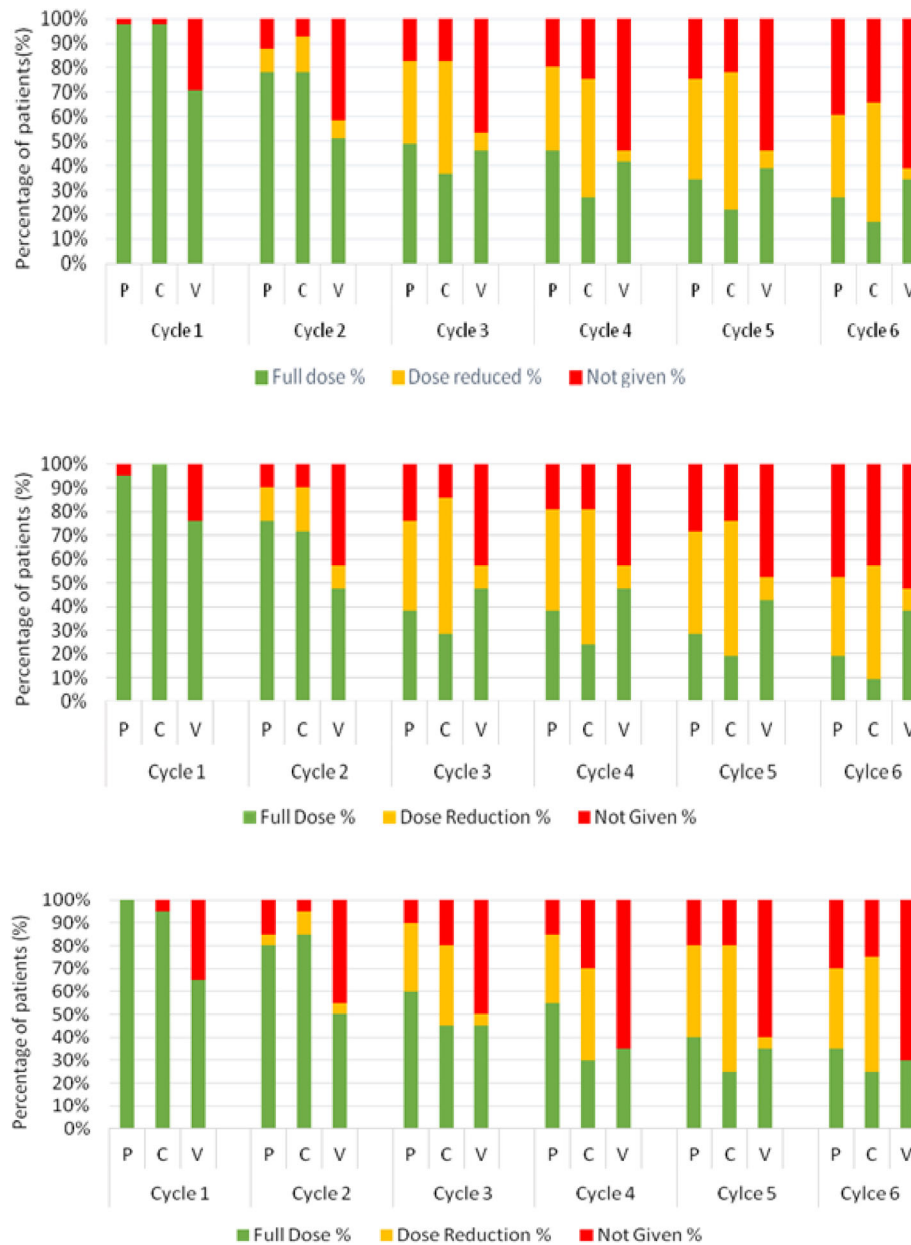 Percentage of patients(%)
100%
90%
80%
70%
60%
50%
40%
30%
20%
10%
0%
P C V P C V P C V P C V P C V P C V
Cycle 1 Cycle 2 Cycle 3 Cycle 4 Cycle 5 Cycle 6
Full dose % Dose reduced % Not given %
Percentage of patients (%)
100%
90%
80%
70%
60%
50%
40%
30%
20%
10%
0%
P C V P C V P C V P C V P C V P C V
Cycle 1 Cycle 2 Cycle 3 Cycle 4 Cylce 5 Cylce 6
Full Dose % Dose Reduction % Not Given %
Percentage of patients (%)
100%
90%
80%
70%
60%
50%
40%
30%
20%
10%
0%
P C V P C V P C V P C V P C V P C V
Cycle 1 Cycle 2 Cycle 3 Cycle 4 Cylce 5 Cylce 6
Full Dose % Dose Reduction % Not Given %